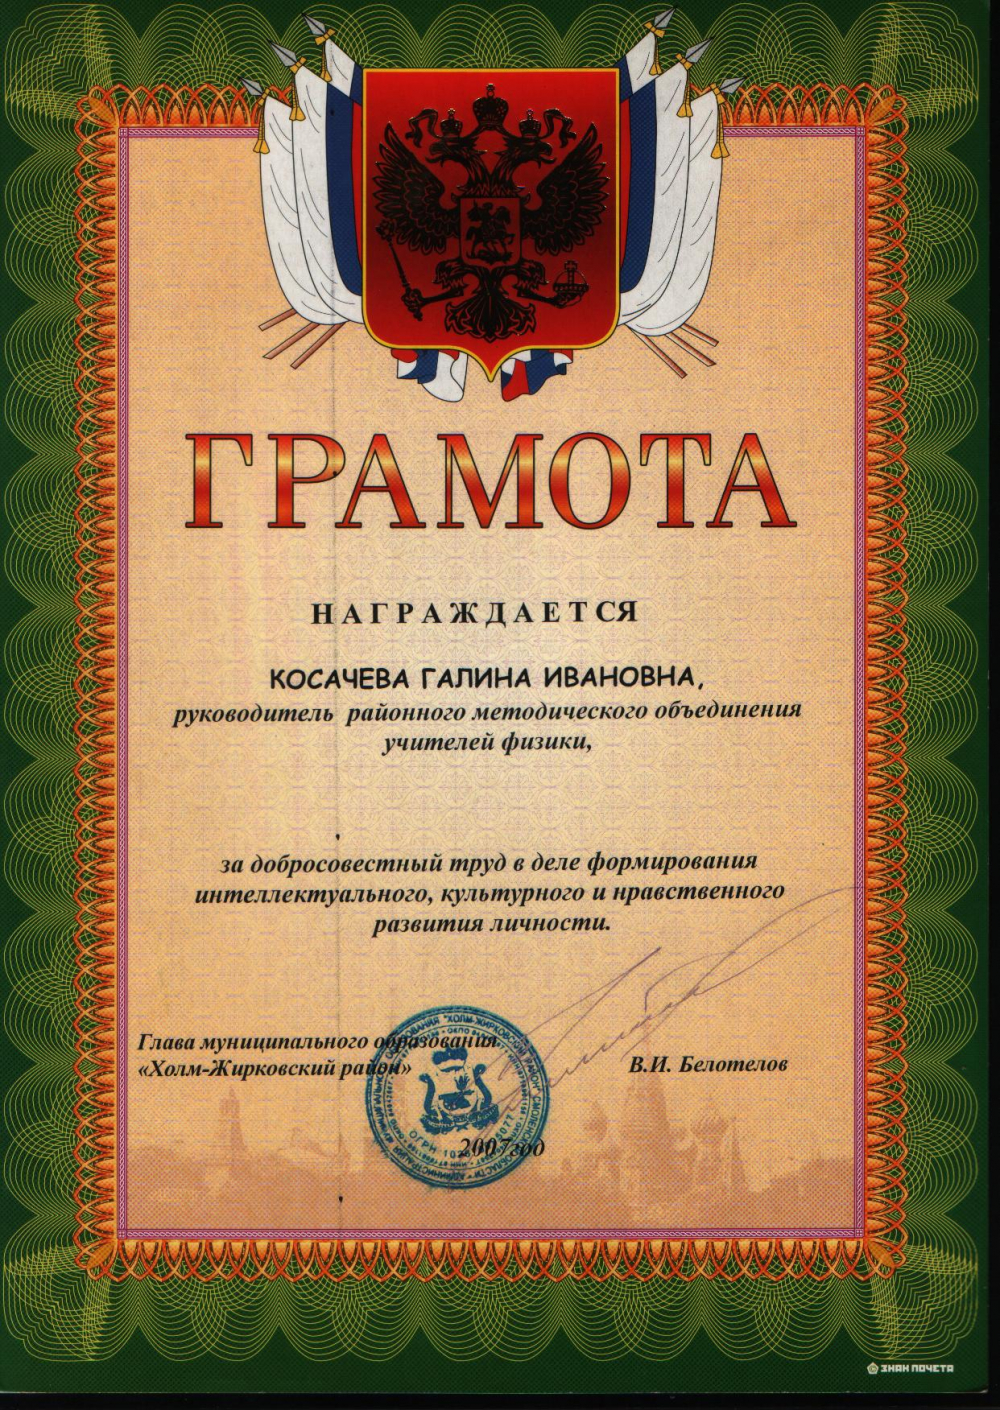 ГРАМОТА
НАГРАЖДАЕТСЯ
КОСАЧЕВА ГАЛИНА ИВАНОВНА,
руководитель районного методического объединения
учителей физики,
за добросовестный труд в деле формирования
интеллектуального, культурного и нравственного
развития личности.
Глава муниципального образования
«Холм-Жирковский район»
В.И. Белотелов
2007 год
ЗНАК ПОЧЕТА